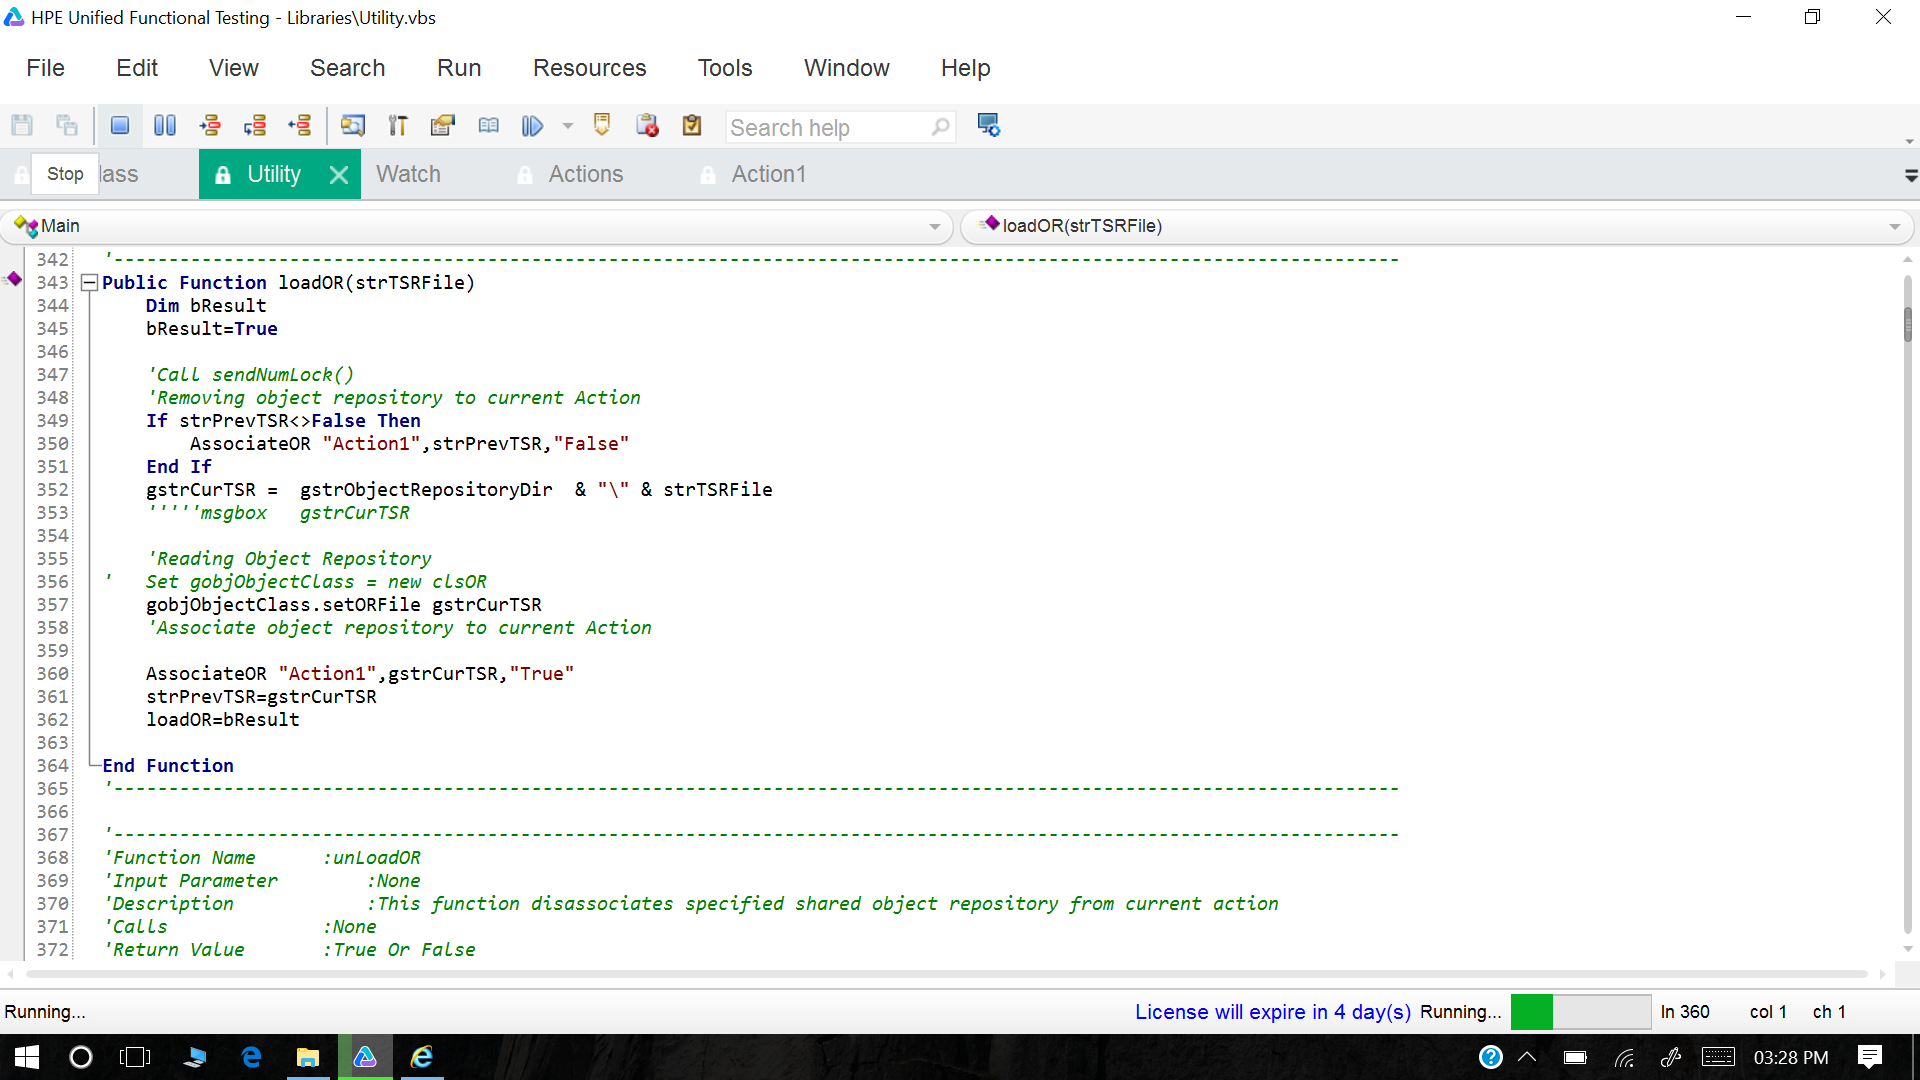 HPE Unified Functional Testing - Libraries\Utility.vbs
File Edit View Search Run Resources Tools Window Help
Search help
Stop lass Utility Watch Actions Action1
Main loadOR(strTSRFile)
342 '---------------------------------------------------------------------------------------------------------------------
343 Public Function loadOR(strTSRFile)
344 Dim bResult
345 bResult=True
346
347 'Call sendNumLock()
348 'Removing object repository to current Action
349 If strPrevTSR<>False Then
350 AssociateOR "Action1",strPrevTSR,"False"
351 End If
352 gstrCurTSR = gstrObjectRepositoryDir & "\" & strTSRFile
353 '''''msgbox gstrCurTSR
354
355 'Reading Object Repository
356 ' Set gobjObjectClass = new clsOR
357 gobjObjectClass.setORFile gstrCurTSR
358 'Associate object repository to current Action
359
360 AssociateOR "Action1",gstrCurTSR,"True"
361 strPrevTSR=gstrCurTSR
362 loadOR=bResult
363
364 End Function
365 '---------------------------------------------------------------------------------------------------------------------
366
367 '---------------------------------------------------------------------------------------------------------------------
368 'Function Name :unLoadOR
369 'Input Parameter :None
370 'Description :This function disassociates specified shared object repository from current action
371 'Calls :None
372 'Return Value :True Or False
Running... License will expire in 4 day(s) Running... ln 360 col 1 ch 1
03:28 PM